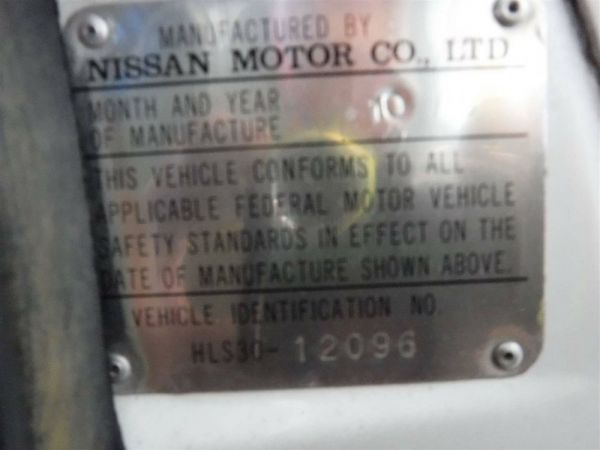 MANUFACTURED BY
NISSAN MOTOR CO., LTD
MONTH AND YEAR
OF MANUFACTURE
10
THIS VEHICLE CONFORMS TO ALL
APPLICABLE FEDERAL MOTOR VEHICLE
SAFETY STANDARDS IN EFFECT ON THE
DATE OF MANUFACTURE SHOWN ABOVE.
VEHICLE IDENTIFICATION NO.
HLS30-12096